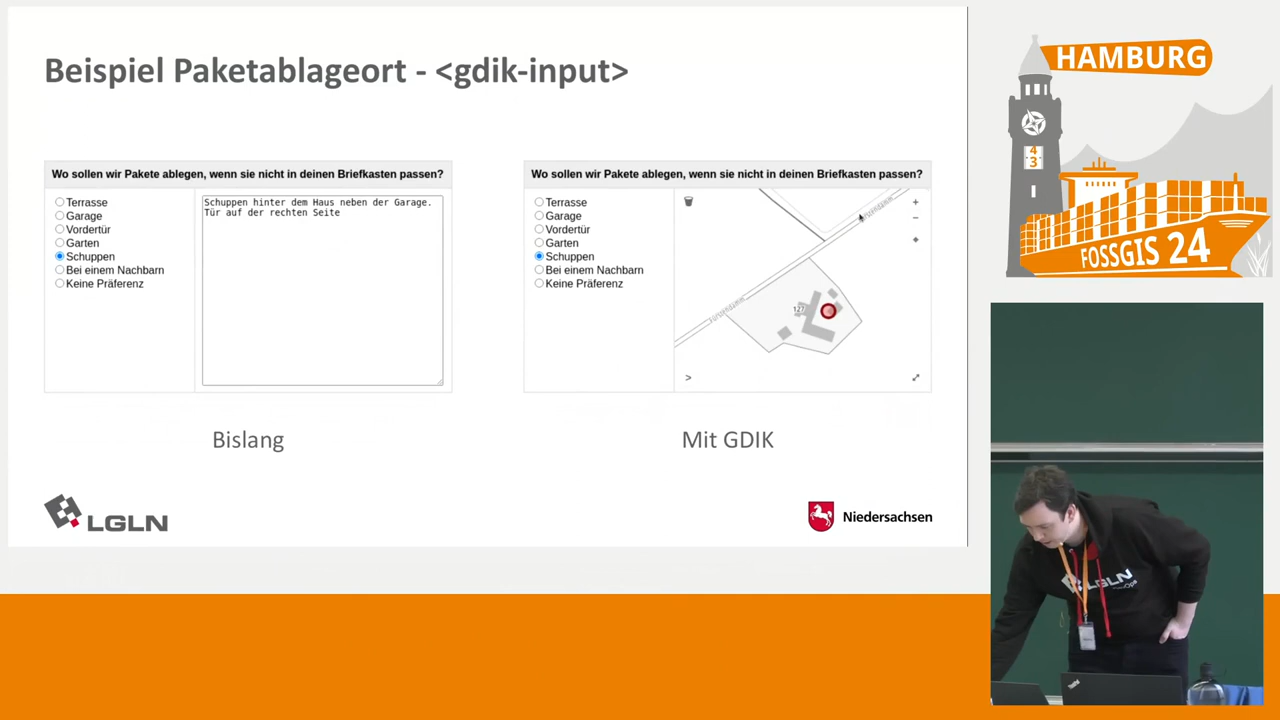 Beispiel Paketablageort - <gdik-input>
Wo sollen wir Pakete ablegen, wenn sie nicht in deinen Briefkasten passen?
Terrasse
Garage
Vordertür
Garten
Schuppen
Bei einem Nachbarn
Keine Präferenz
Schuppen hinter dem Haus neben der Garage.
Tür auf der rechten Seite
Bislang
Wo sollen wir Pakete ablegen, wenn sie nicht in deinen Briefkasten passen?
Terrasse
Garage
Vordertür
Garten
Schuppen
Bei einem Nachbarn
Keine Präferenz
+
-
127
>
Mit GDIK
LGLN
Niedersachsen
HAMBURG
4
3
FOSSGIS 24
LGLN